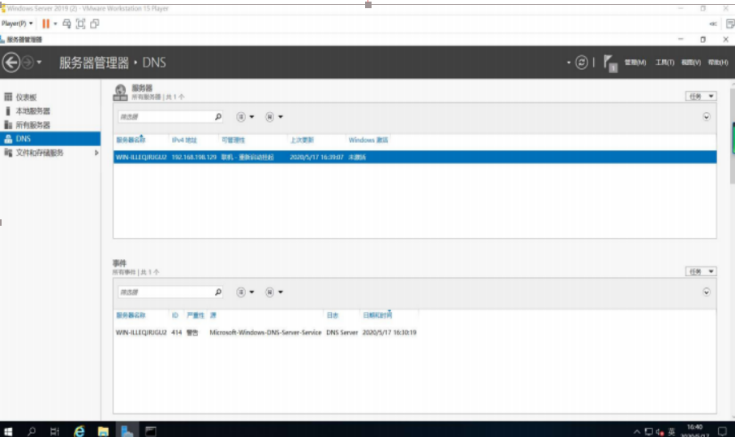 Windows Server 2019 (2) - VMware Workstation 15 Player
Player(P)
服务器管理器
服务器管理器 · DNS
管理(M) 工具(T) 视图(V) 帮助(H)
仪表板
本地服务器
所有服务器
DNS
文件和存储服务
服务器
所有服务器 | 共 1 个
任务
筛选器
服务器名称 IPv4 地址 可管理性 上次更新 Windows 激活
192.168.198.129 联机 - 重新启动挂起 2020/5/17 16:39:07 未激活
事件
所有事件 | 共 1 个
任务
筛选器
服务器名称 ID 严重性 源 日志 日期和时间
414 警告 Microsoft-Windows-DNS-Server-Service DNS Server 2020/5/17 16:30:19
英
16:40